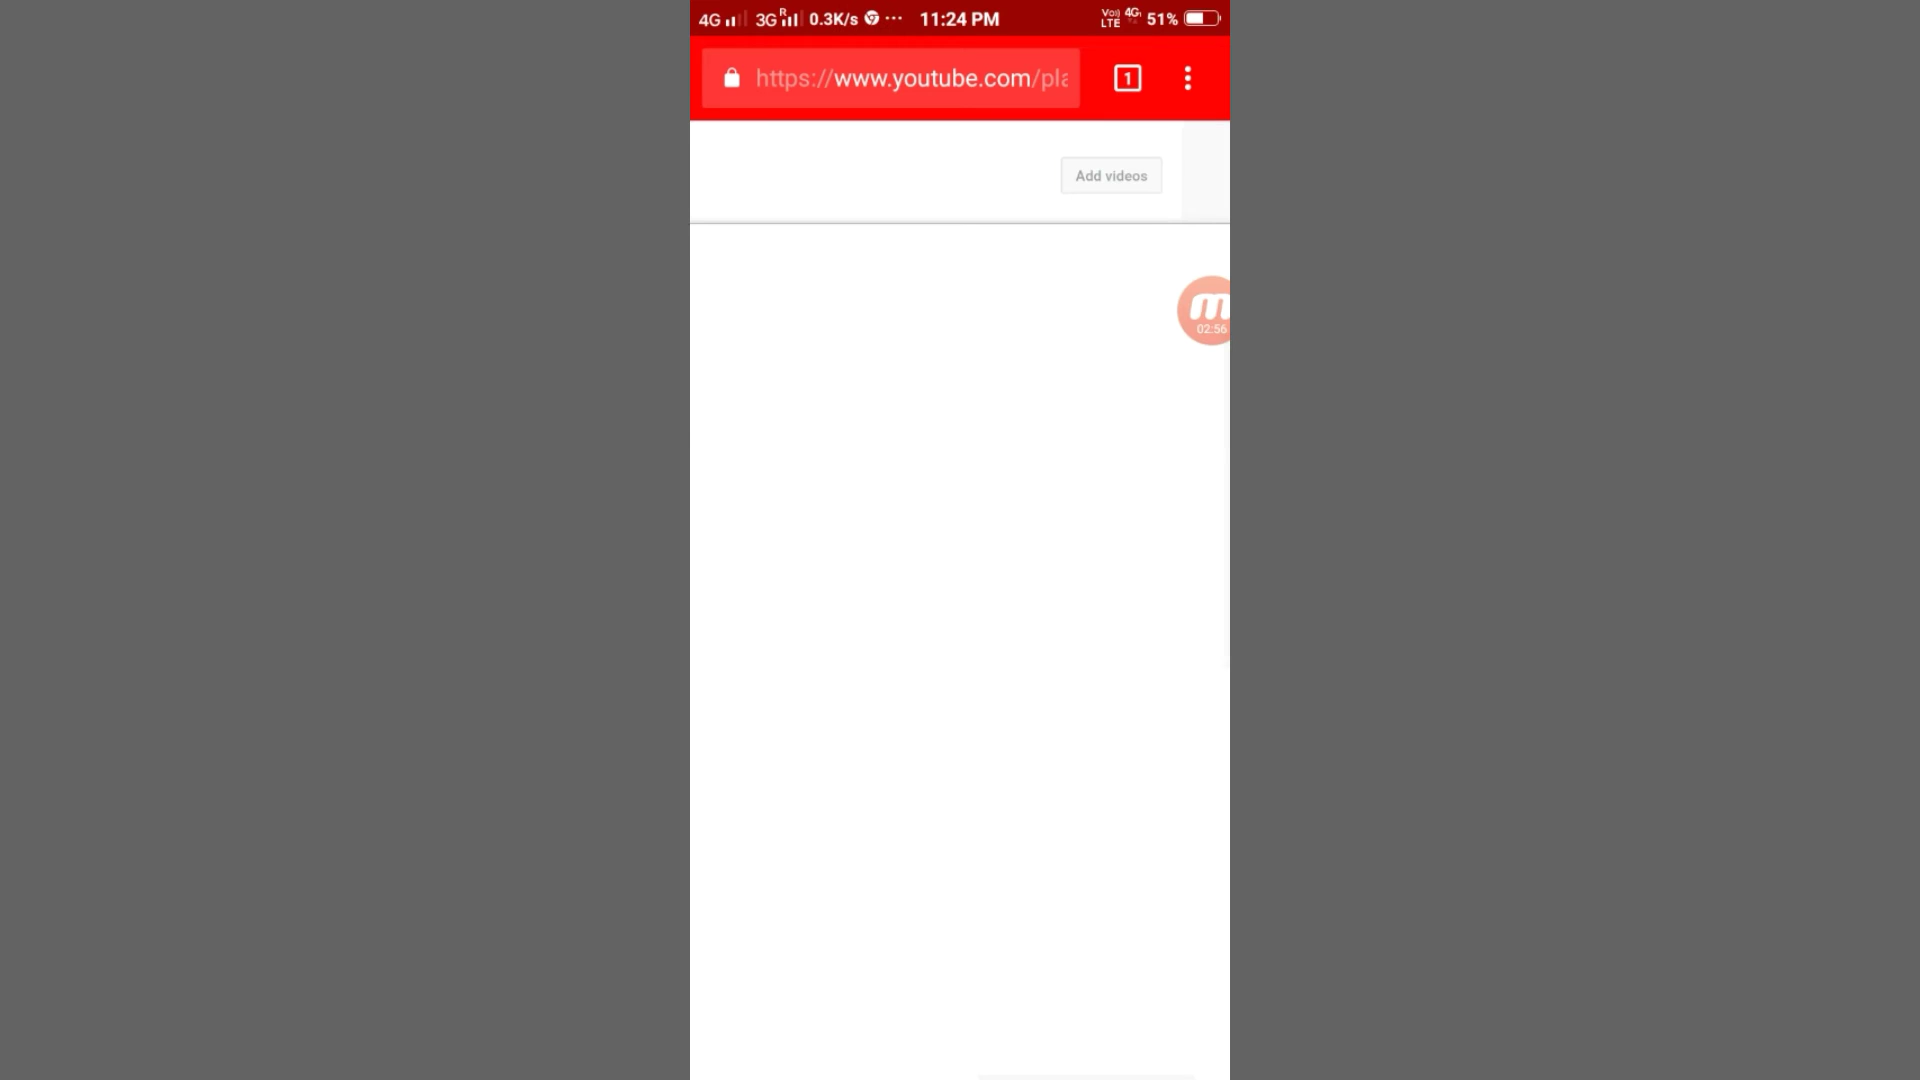 4G 3G R 0.3K/s ··· 11:24 PM VoI) LTE 4G 51%
https://www.youtube.com/pla 1
Add videos
m
02:56